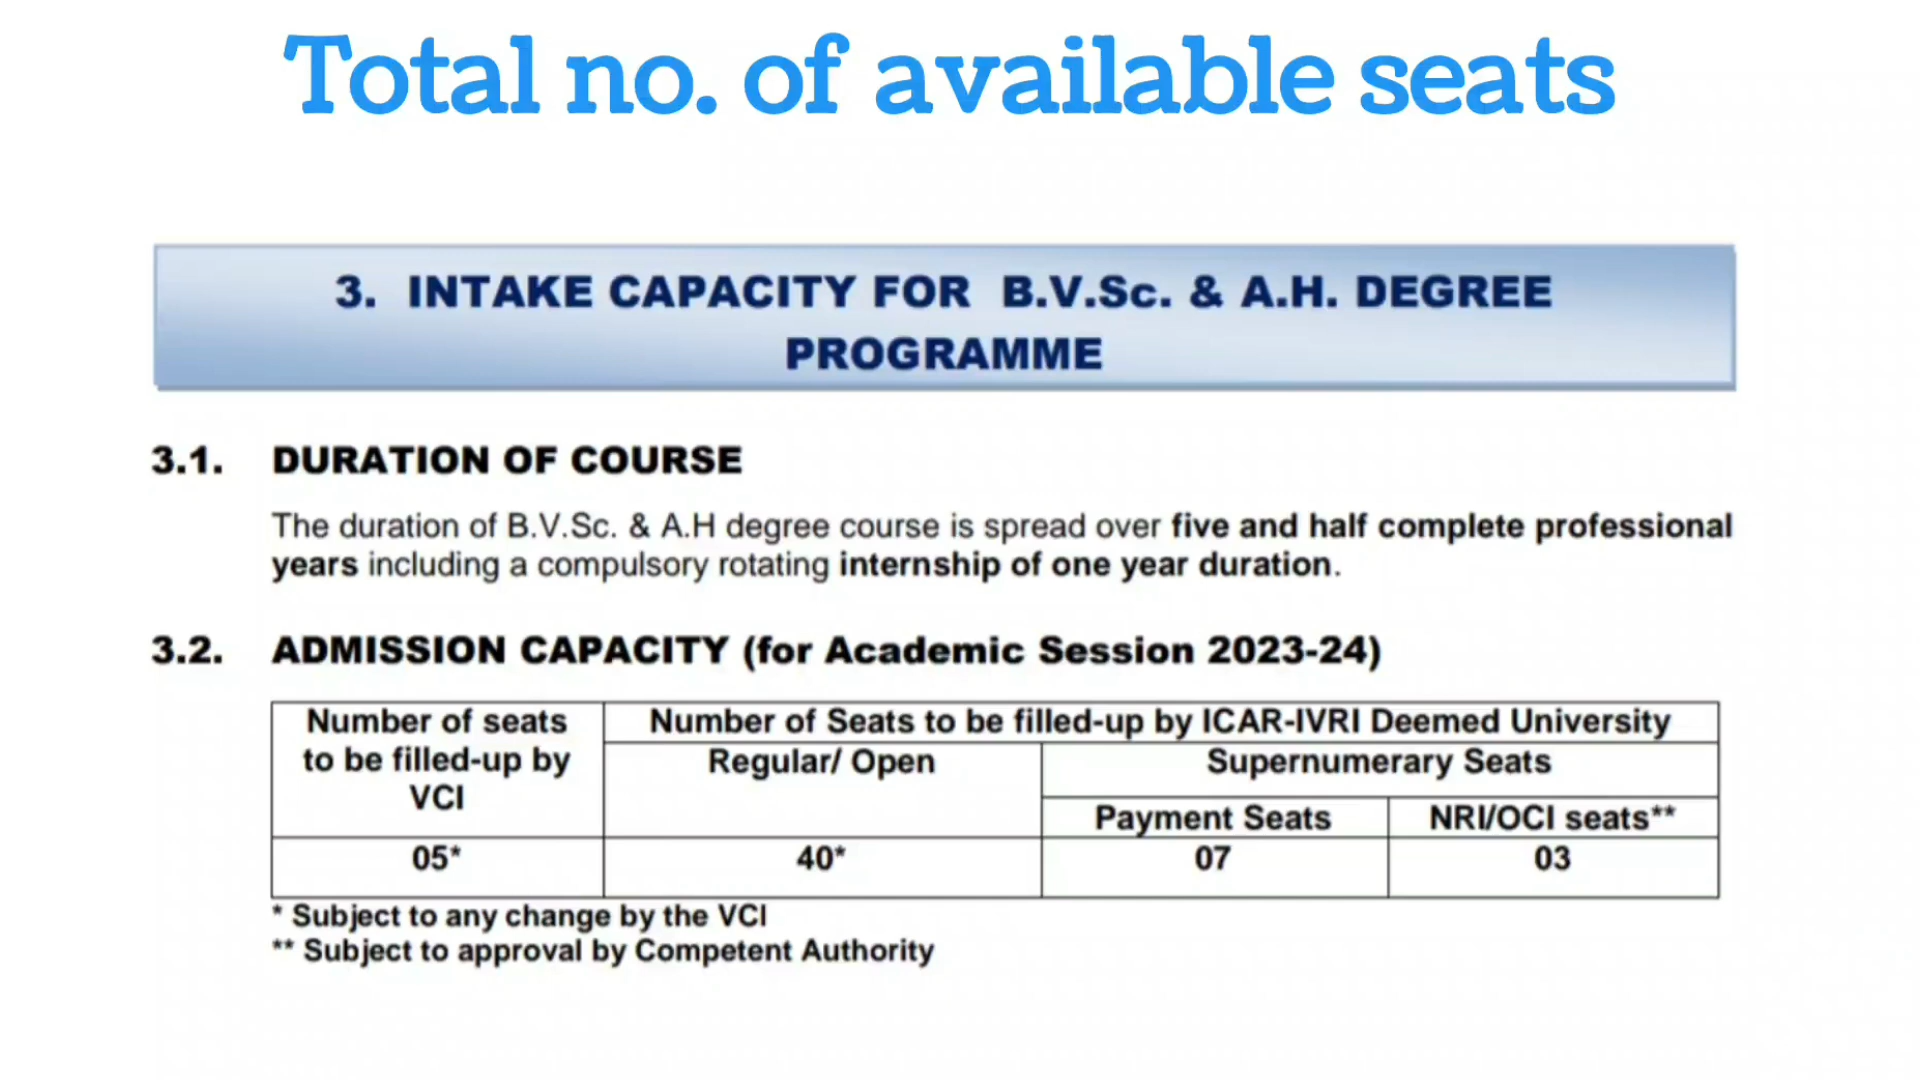 Total no. of available seats
3. INTAKE CAPACITY FOR B.V.Sc. & A.H. DEGREE
PROGRAMME
3.1. DURATION OF COURSE
The duration of B.V.Sc. & A.H degree course is spread over five and half complete professional
years including a compulsory rotating internship of one year duration.
3.2. ADMISSION CAPACITY (for Academic Session 2023-24)
Number of seats
to be filled-up by
VCI
Number of Seats to be filled-up by ICAR-IVRI Deemed University
Regular/ Open
Supernumerary Seats
Payment Seats
NRI/OCI seats**
05*
40*
07
03
* Subject to any change by the VCI
** Subject to approval by Competent Authority